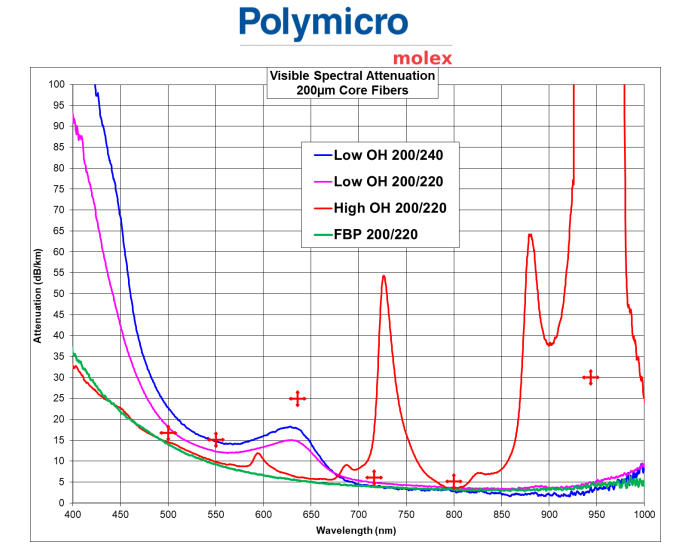 Polymicro
molex
Visible Spectral Attenuation
200µm Core Fibers
100
95
90
85
80
75
70
65
60
55
50
45
40
35
30
25
20
15
10
5
0
Attenuation (dB/km)
Low OH 200/240
Low OH 200/220
High OH 200/220
FBP 200/220
400 450 500 550 600 650 700 750 800 850 900 950 1000
Wavelength (nm)